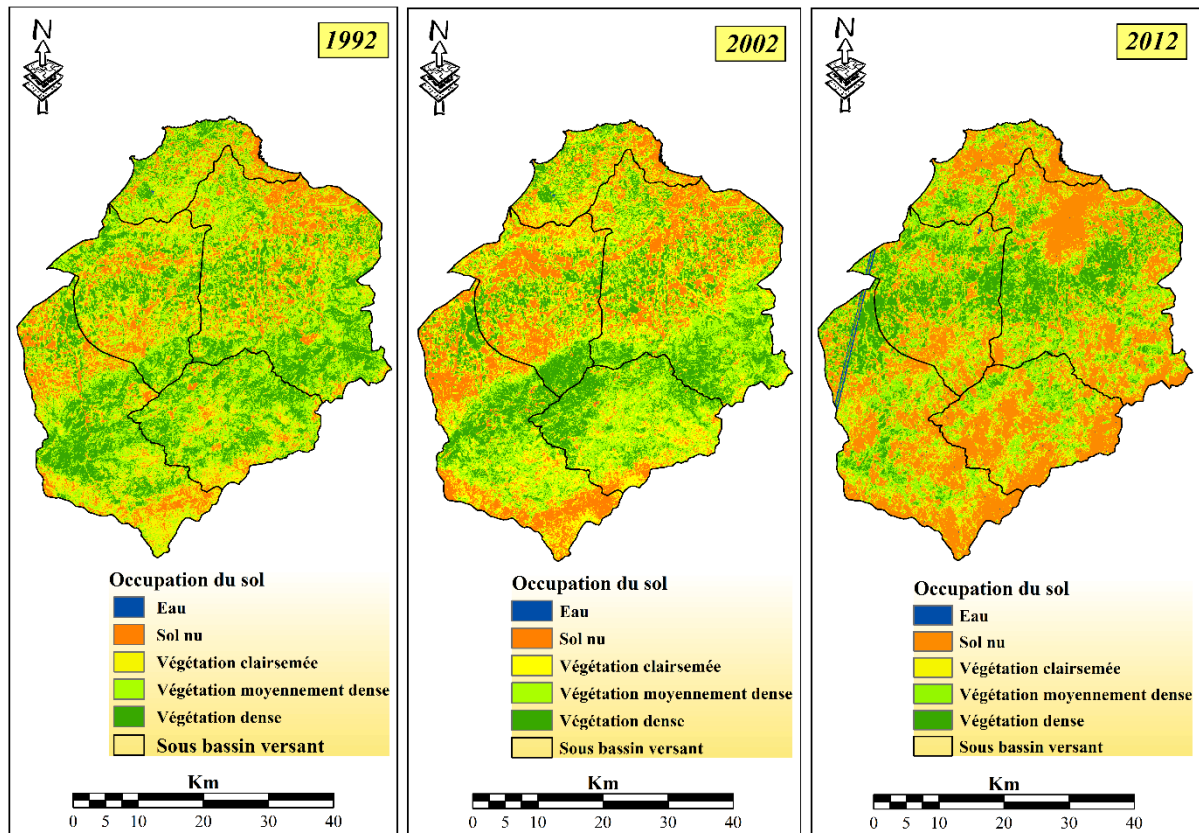 N
1992
Occupation du sol
Eau
Sol nu
Végétation clairsemée
Végétation moyennement dense
Végétation dense
Sous bassin versant
Km
0 5 10 20 30 40
N
2002
Occupation du sol
Eau
Sol nu
Végétation clairsemée
Végétation moyennement dense
Végétation dense
Sous bassin versant
Km
0 5 10 20 30 40
N
2012
Occupation du sol
Eau
Sol nu
Végétation clairsemée
Végétation moyennement dense
Végétation dense
Sous bassin versant
Km
0 5 10 20 30 40